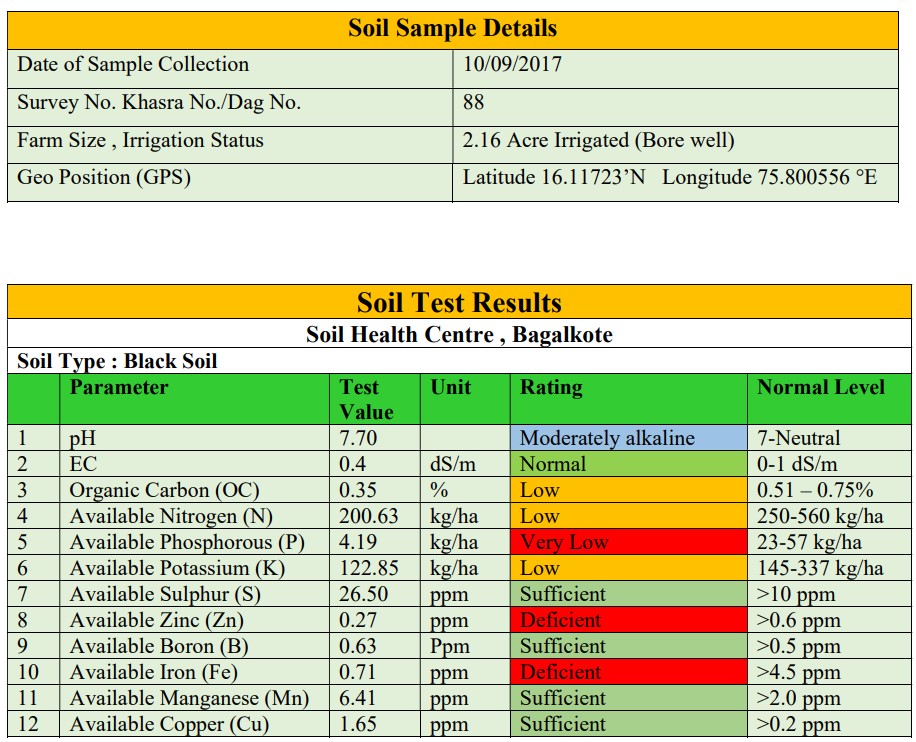 Soil Sample Details
Date of Sample Collection 10/09/2017
Survey No. Khasra No./Dag No. 88
Farm Size , Irrigation Status 2.16 Acre Irrigated (Bore well)
Geo Position (GPS) Latitude 16.11723’N Longitude 75.800556 °E
Soil Test Results
Soil Health Centre , Bagalkote
Soil Type : Black Soil
Parameter Test Value Unit Rating Normal Level
1 pH 7.70 Moderately alkaline 7-Neutral
2 EC 0.4 dS/m Normal 0-1 dS/m
3 Organic Carbon (OC) 0.35 % Low 0.51 – 0.75%
4 Available Nitrogen (N) 200.63 kg/ha Low 250-560 kg/ha
5 Available Phosphorous (P) 4.19 kg/ha Very Low 23-57 kg/ha
6 Available Potassium (K) 122.85 kg/ha Low 145-337 kg/ha
7 Available Sulphur (S) 26.50 ppm Sufficient >10 ppm
8 Available Zinc (Zn) 0.27 ppm Deficient >0.6 ppm
9 Available Boron (B) 0.63 Ppm Sufficient >0.5 ppm
10 Available Iron (Fe) 0.71 ppm Deficient >4.5 ppm
11 Available Manganese (Mn) 6.41 ppm Sufficient >2.0 ppm
12 Available Copper (Cu) 1.65 ppm Sufficient >0.2 ppm